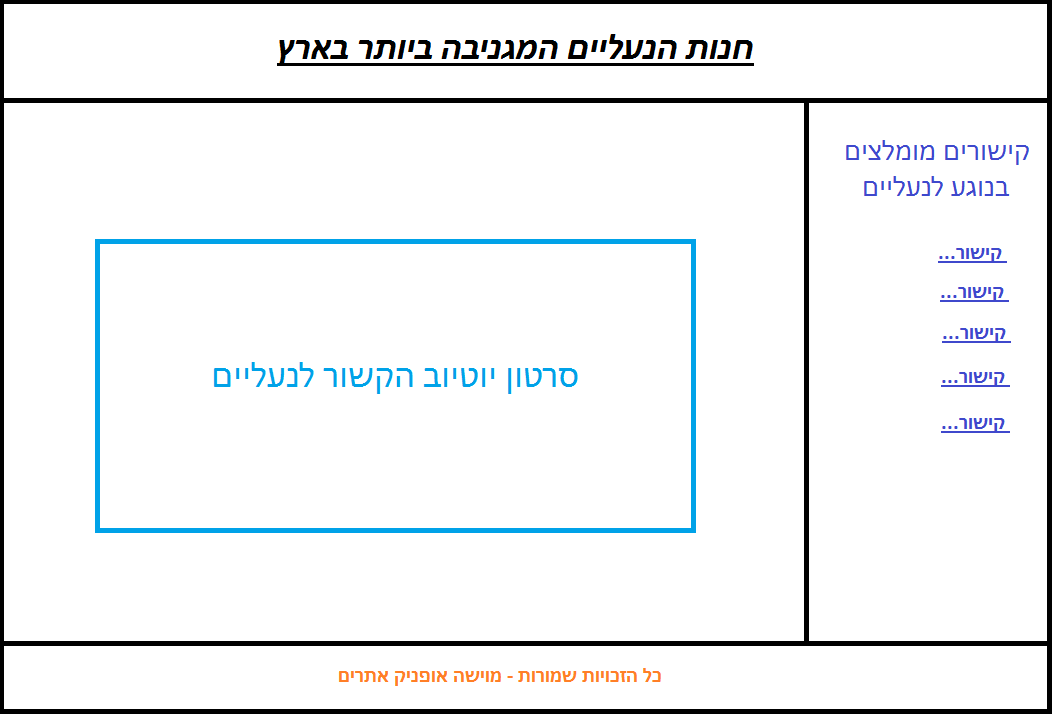 חנות הנעליים המגניבה ביותר בארץ
קישורים מומלצים
בנוגע לנעליים
קישור...
קישור...
קישור...
קישור...
קישור...
סרטון יוטיוב הקשור לנעליים
כל הזכויות שמורות - מוישה אופניק אתרים